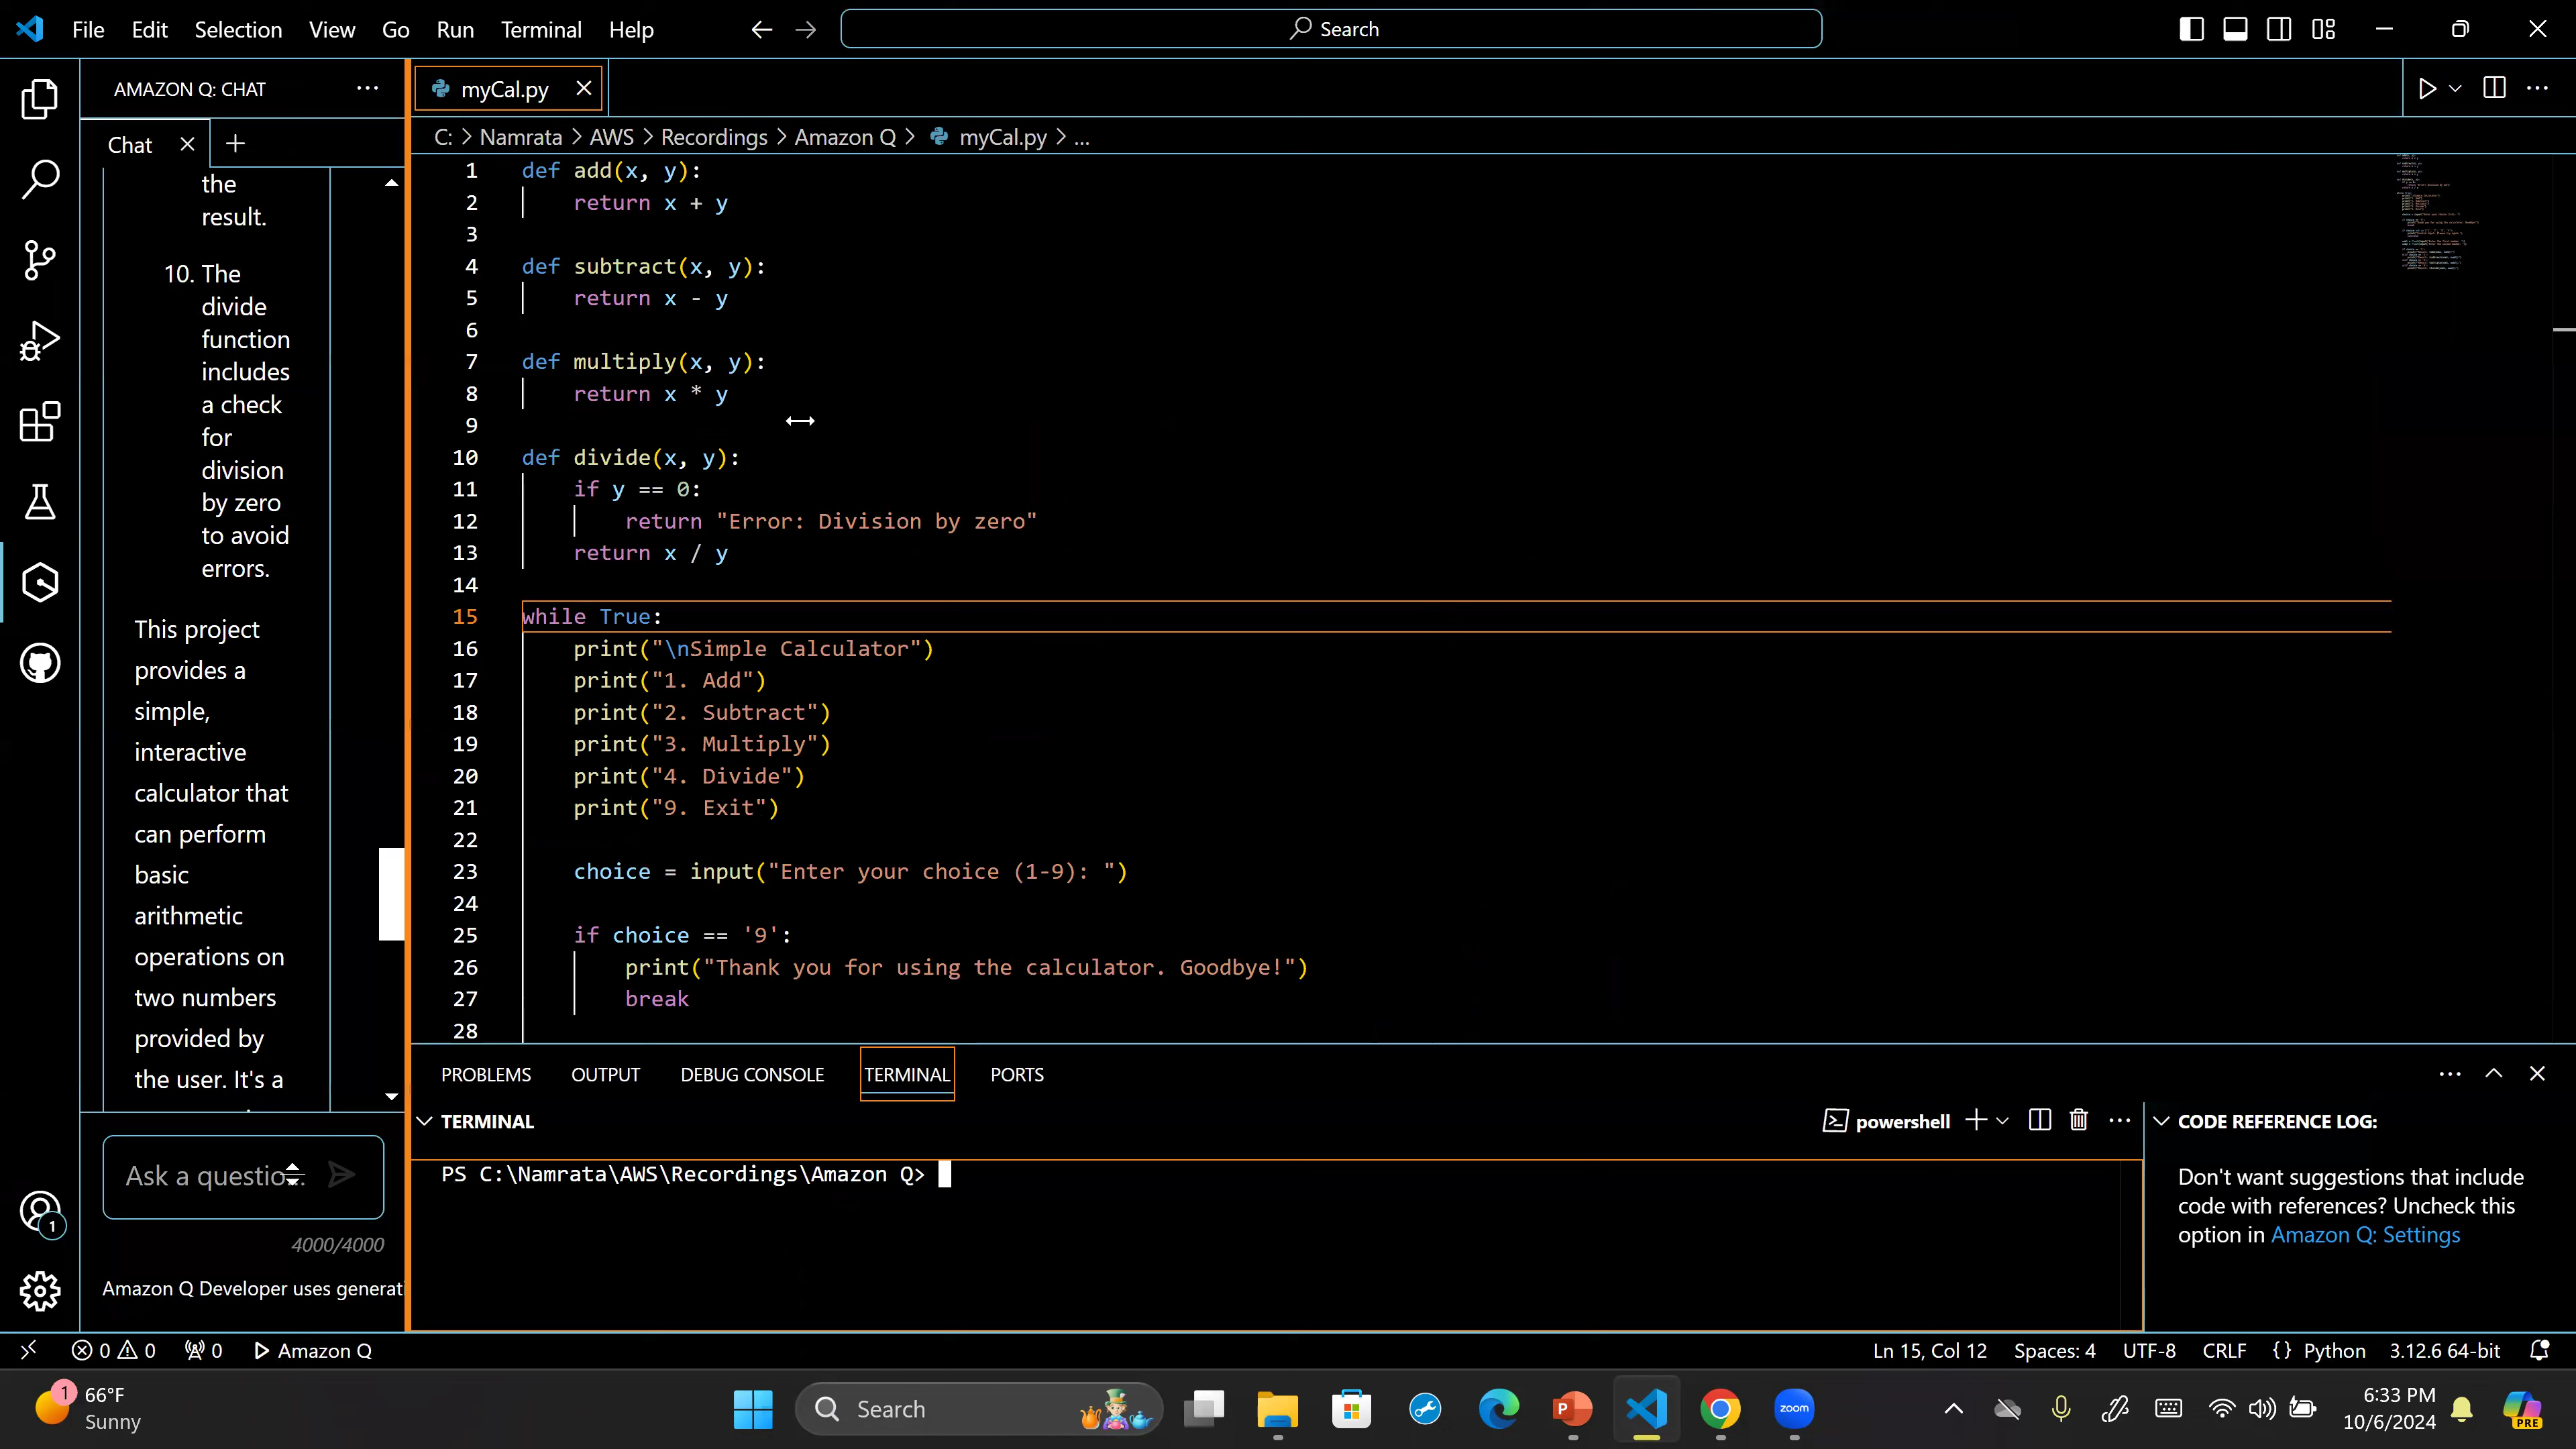 File Edit Selection View Go Run Terminal Help
Search
AMAZON Q: CHAT
Chat
the
result.
10. The
divide
function
includes
a check
for
division
by zero
to avoid
errors.
This project
provides a
simple,
interactive
calculator that
can perform
basic
arithmetic
operations on
two numbers
provided by
the user. It's a
Ask a questio...
4000/4000
Amazon Q Developer uses generati
myCal.py
C: > Namrata > AWS > Recordings > Amazon Q > myCal.py > ...
1 def add(x, y):
2 return x + y
3
4 def subtract(x, y):
5 return x - y
6
7 def multiply(x, y):
8 return x * y
9
10 def divide(x, y):
11 if y == 0:
12 return "Error: Division by zero"
13 return x / y
14
15 while True:
16 print("\nSimple Calculator")
17 print("1. Add")
18 print("2. Subtract")
19 print("3. Multiply")
20 print("4. Divide")
21 print("9. Exit")
22
23 choice = input("Enter your choice (1-9): ")
24
25 if choice == '9':
26 print("Thank you for using the calculator. Goodbye!")
27 break
28
PROBLEMS OUTPUT DEBUG CONSOLE TERMINAL PORTS
TERMINAL
powershell
PS C:\Namrata\AWS\Recordings\Amazon Q>
CODE REFERENCE LOG:
Don't want suggestions that include
code with references? Uncheck this
option in Amazon Q: Settings
1
0 0 0 Amazon Q
Ln 15, Col 12 Spaces: 4 UTF-8 CRLF {} Python 3.12.6 64-bit
1
66°F
Sunny
Search
P
zoom
6:33 PM
10/6/2024
PRE